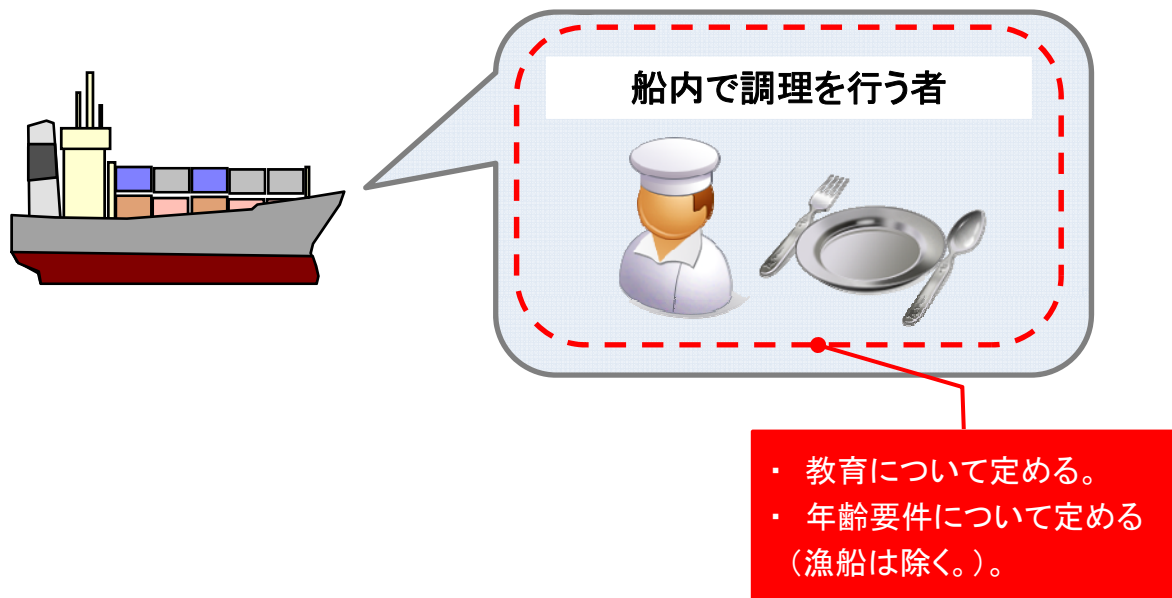 船内で調理を行う者
・ 教育について定める。
・ 年齢要件について定める
（漁船は除く。）。